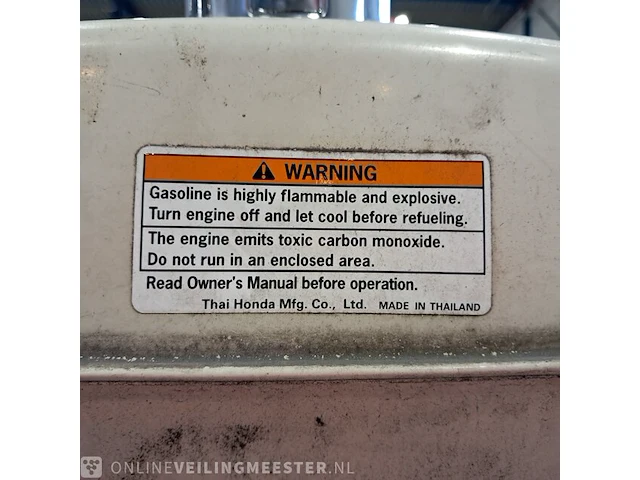 WARNING
Gasoline is highly flammable and explosive.
Turn engine off and let cool before refueling.
The engine emits toxic carbon monoxide.
Do not run in an enclosed area.
Read Owner's Manual before operation.
Thai Honda Mfg. Co., Ltd. MADE IN THAILAND
ONLINEVEILINGMEESTER.NL